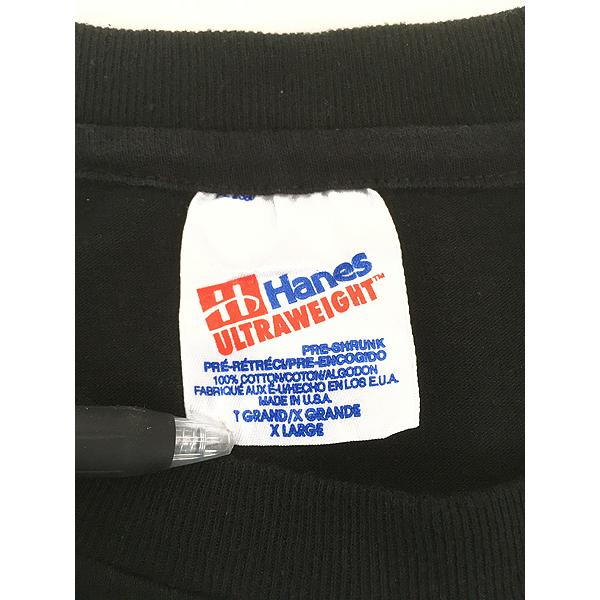 Hanes
ULTRAWEIGHT™
PRE-SHRUNK
PRÉ-RÉTRÉCI/PRE-ENCOGIDO
100% COTTON/COTON/ALGODON
FABRIQUÉ AUX É-U/HECHO EN LOS E.U.A.
MADE IN U.S.A.
T GRAND/X GRANDE
X LARGE